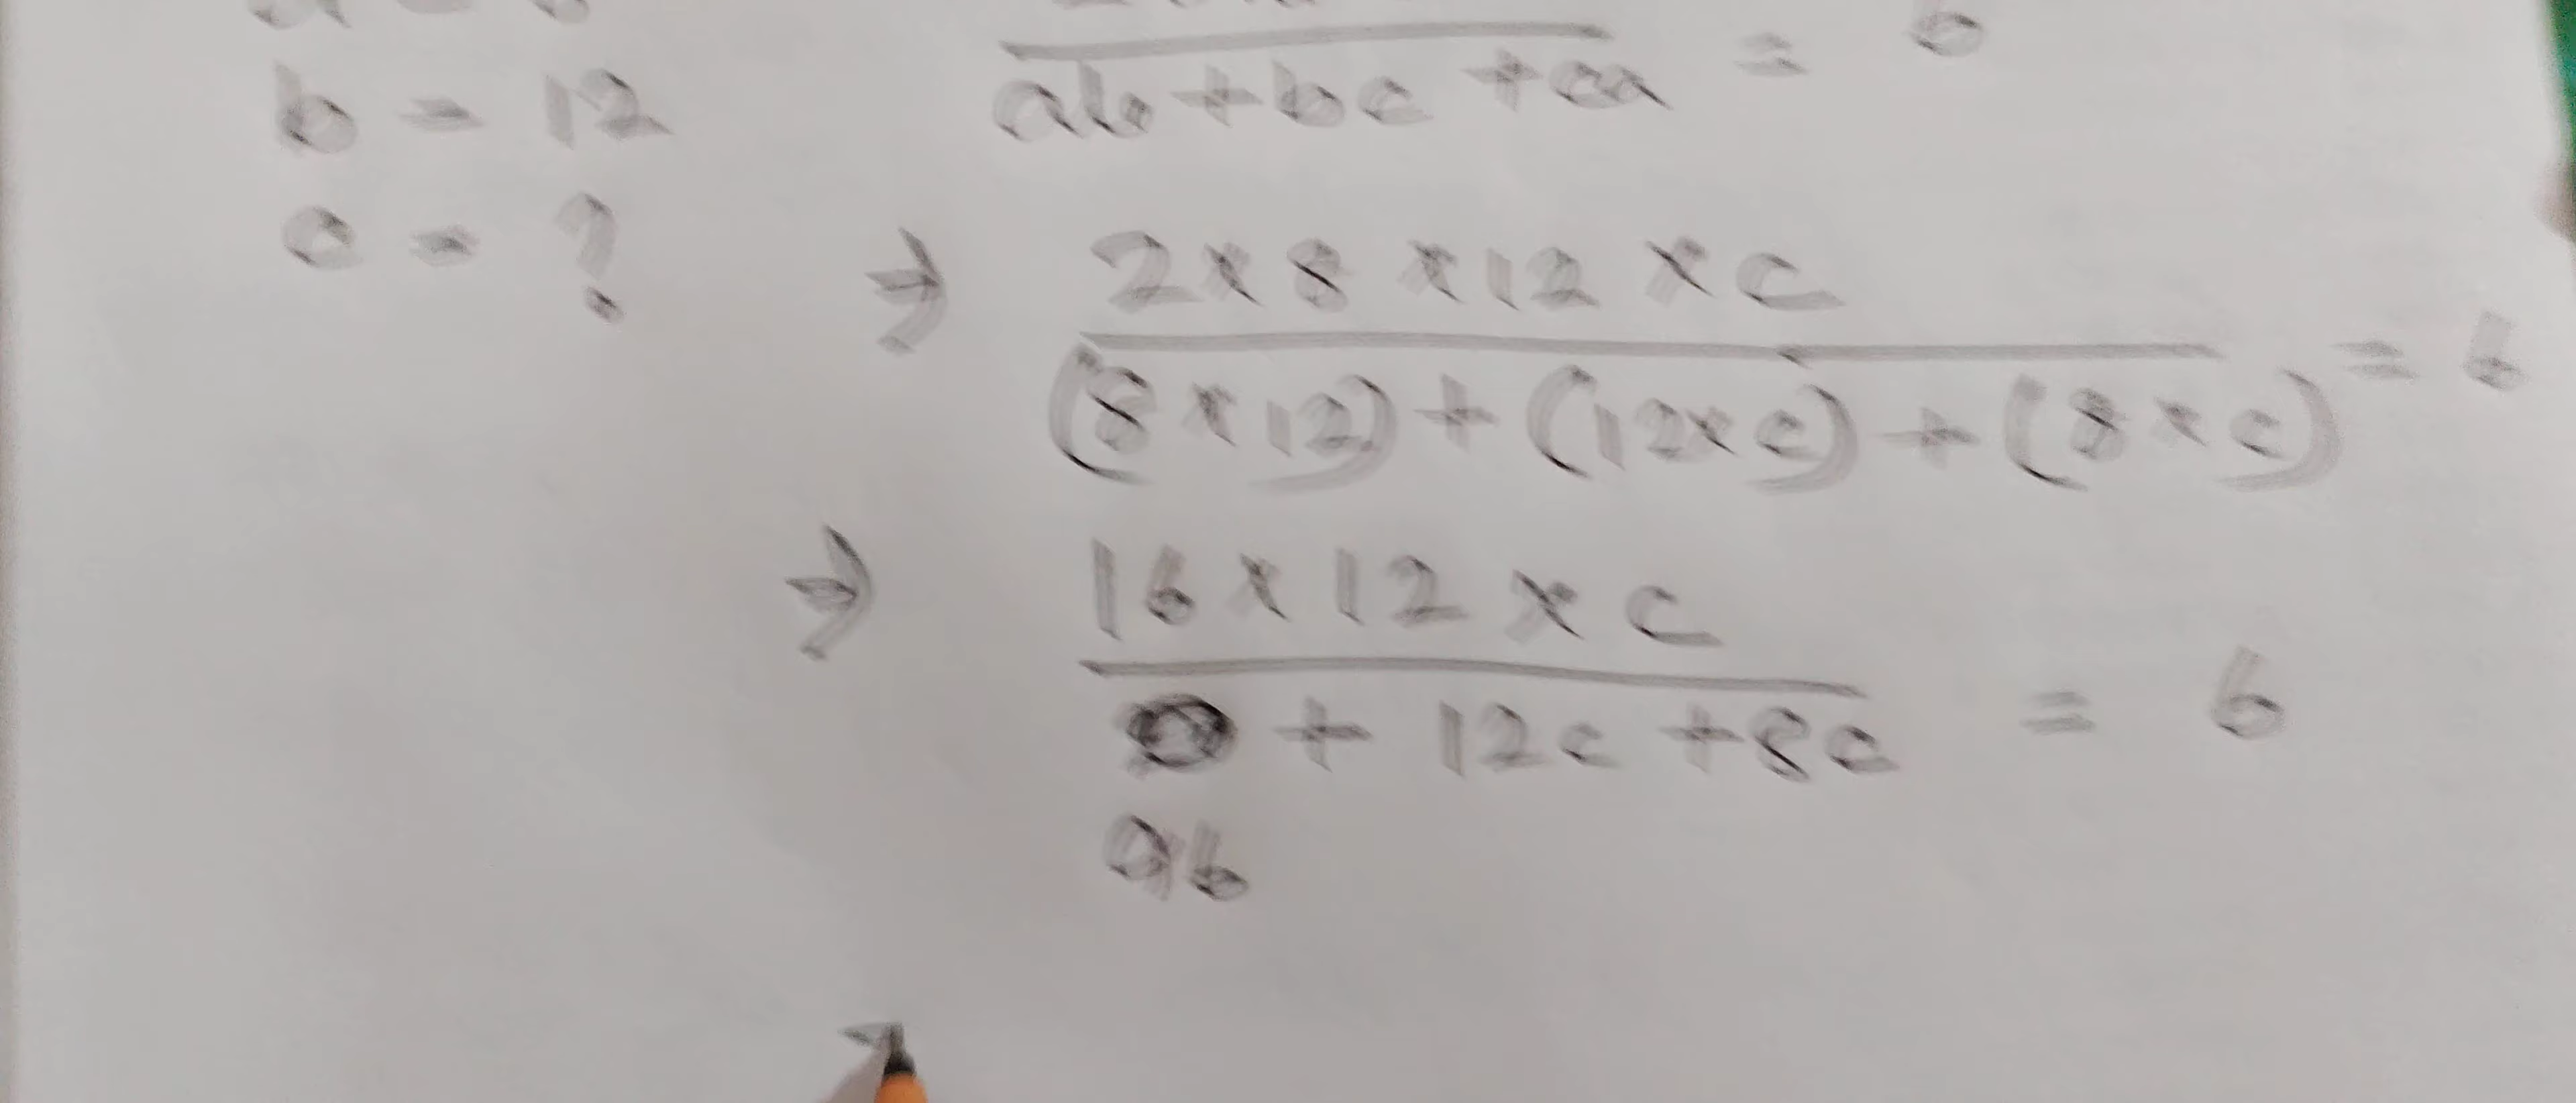 b = 12
c = ?
ab + bc + ca = 6
→ 2 × 8 × 12 × c
(8 × 12) + (12 × c) + (8 × c) = 6
→ 16 × 12 × c
+ 12c + 8c = 6
96